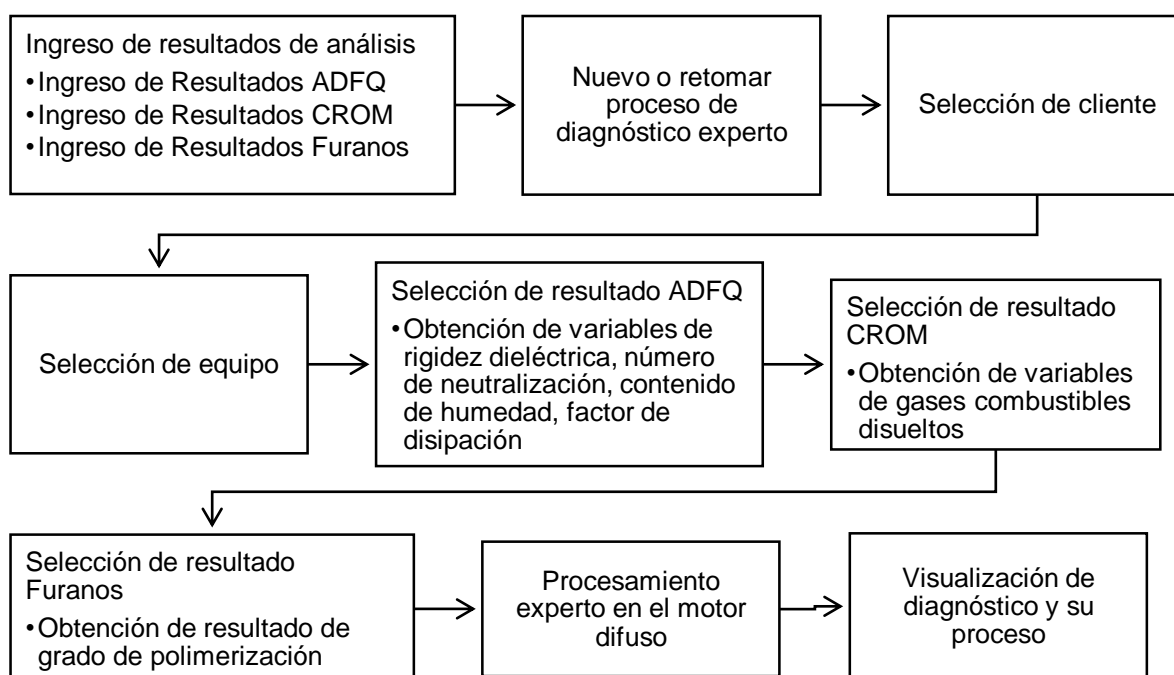 Ingreso de resultados de análisis
•Ingreso de Resultados ADFQ
•Ingreso de Resultados CROM
•Ingreso de Resultados Furanos
Nuevo o retomar
proceso de
diagnóstico experto
Selección de cliente
Selección de equipo
Selección de resultado ADFQ
•Obtención de variables de
rigidez dieléctrica, número
de neutralización, contenido
de humedad, factor de
disipación
Selección de resultado
CROM
•Obtención de variables
de gases combustibles
disueltos
Selección de resultado
Furanos
•Obtención de resultado de
grado de polimerización
Procesamiento
experto en el motor
difuso
Visualización de
diagnóstico y su
proceso